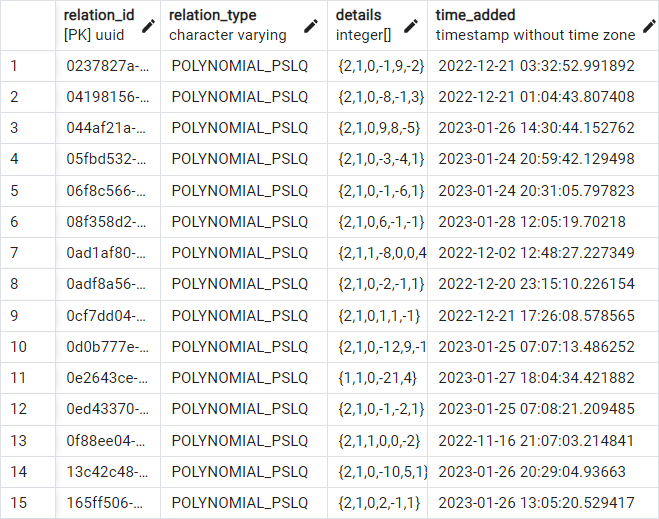 relation_id relation_type details time_added
[PK] uuid character varying integer[] timestamp without time zone
1 0237827a-... POLYNOMIAL_PSLQ {2,1,0,-1,9,-2} 2022-12-21 03:32:52.991892
2 04198156-... POLYNOMIAL_PSLQ {2,1,0,-8,-1,3} 2022-12-21 01:04:43.807408
3 044af21a-... POLYNOMIAL_PSLQ {2,1,0,9,8,-5} 2023-01-26 14:30:44.152762
4 05fbd532-... POLYNOMIAL_PSLQ {2,1,0,-3,-4,1} 2023-01-24 20:59:42.129498
5 06f8c566-... POLYNOMIAL_PSLQ {2,1,0,-1,-6,1} 2023-01-24 20:31:05.797823
6 08f358d2-... POLYNOMIAL_PSLQ {2,1,0,6,-1,-1} 2023-01-28 12:05:19.70218
7 0ad1af80-... POLYNOMIAL_PSLQ {2,1,1,-8,0,0,4 2022-12-02 12:48:27.227349
8 0adf8a56-... POLYNOMIAL_PSLQ {2,1,0,-2,-1,1} 2022-12-20 23:15:10.226154
9 0cf7dd04-... POLYNOMIAL_PSLQ {2,1,0,1,1,-1} 2022-12-21 17:26:08.578565
10 0d0b777e-... POLYNOMIAL_PSLQ {2,1,0,-12,9,-1 2023-01-25 07:07:13.486252
11 0e2643ce-... POLYNOMIAL_PSLQ {1,1,0,-21,4} 2023-01-27 18:04:34.421882
12 0ed43370-... POLYNOMIAL_PSLQ {2,1,0,-1,-2,1} 2023-01-25 07:08:21.209485
13 0f88ee04-... POLYNOMIAL_PSLQ {2,1,1,0,0,-2} 2022-11-16 21:07:03.214841
14 13c42c48-... POLYNOMIAL_PSLQ {2,1,0,-10,5,1} 2023-01-26 20:29:04.93663
15 165ff506-... POLYNOMIAL_PSLQ {2,1,0,2,-1,1} 2023-01-26 13:05:20.529417